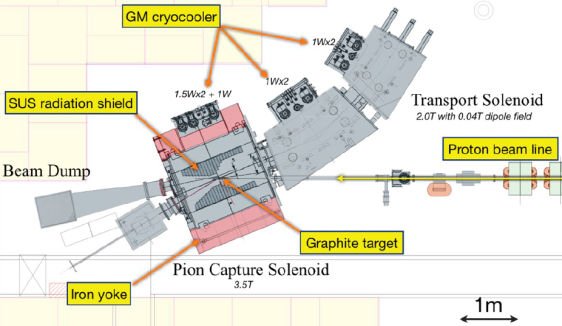 GM cryocooler
1Wx2
1Wx2
1.5Wx2 + 1W
SUS radiation shield
Transport Solenoid
2.0T with 0.04T dipole field
Proton beam line
Beam Dump
Graphite target
Pion Capture Solenoid
3.5T
Iron yoke
1m